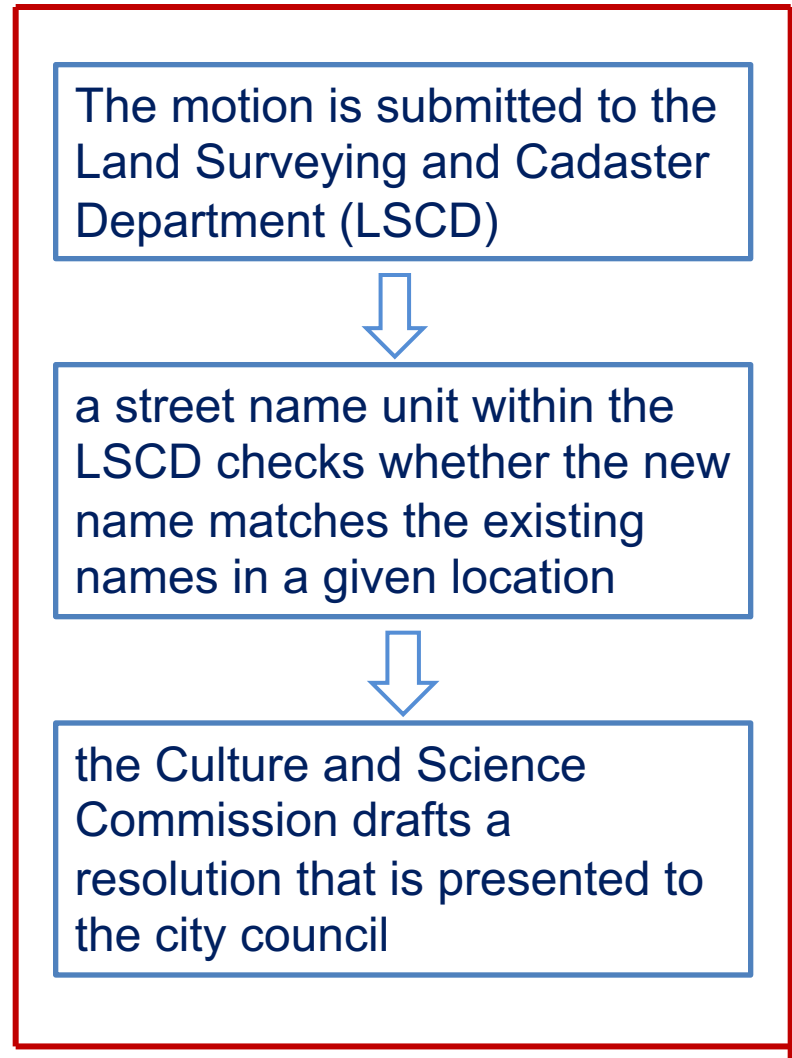 The motion is submitted to the
Land Surveying and Cadaster
Department (LSCD)
a street name unit within the
LSCD checks whether the new
name matches the existing
names in a given location
the Culture and Science
Commission drafts a
resolution that is presented to
the city council